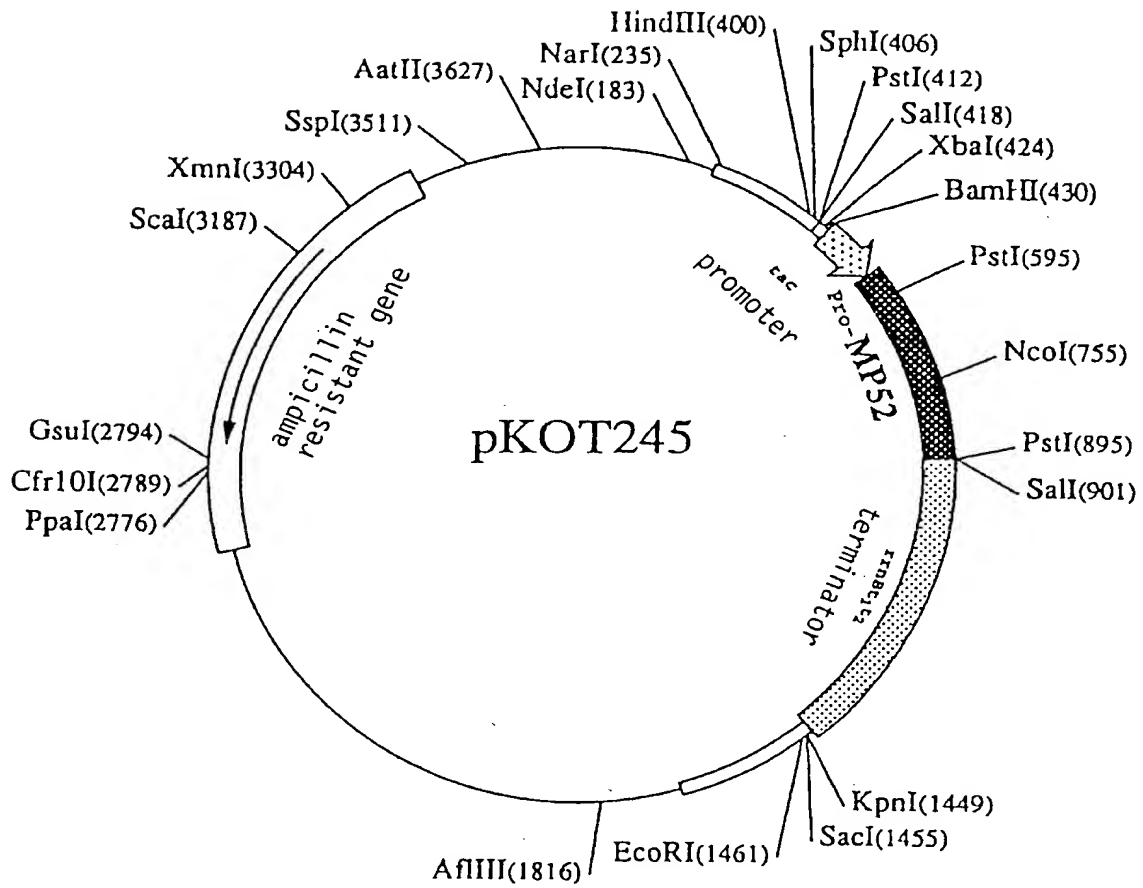 HindIII(400)
SphI(406)
NarI(235)
PstI(412)
AatII(3627)
NdeI(183)
SalI(418)
SspI(3511)
XbaI(424)
XmnI(3304)
BamHI(430)
ScaI(3187)
PstI(595)
tac
promoter
Pro-MP52
ampicillin
resistant gene
NcoI(755)
pKOT245
GsuI(2794)
PstI(895)
Cfr10I(2789)
SalI(901)
PpaI(2776)
rrnBt1t2
terminator
KpnI(1449)
SacI(1455)
EcoRI(1461)
AflIII(1816)